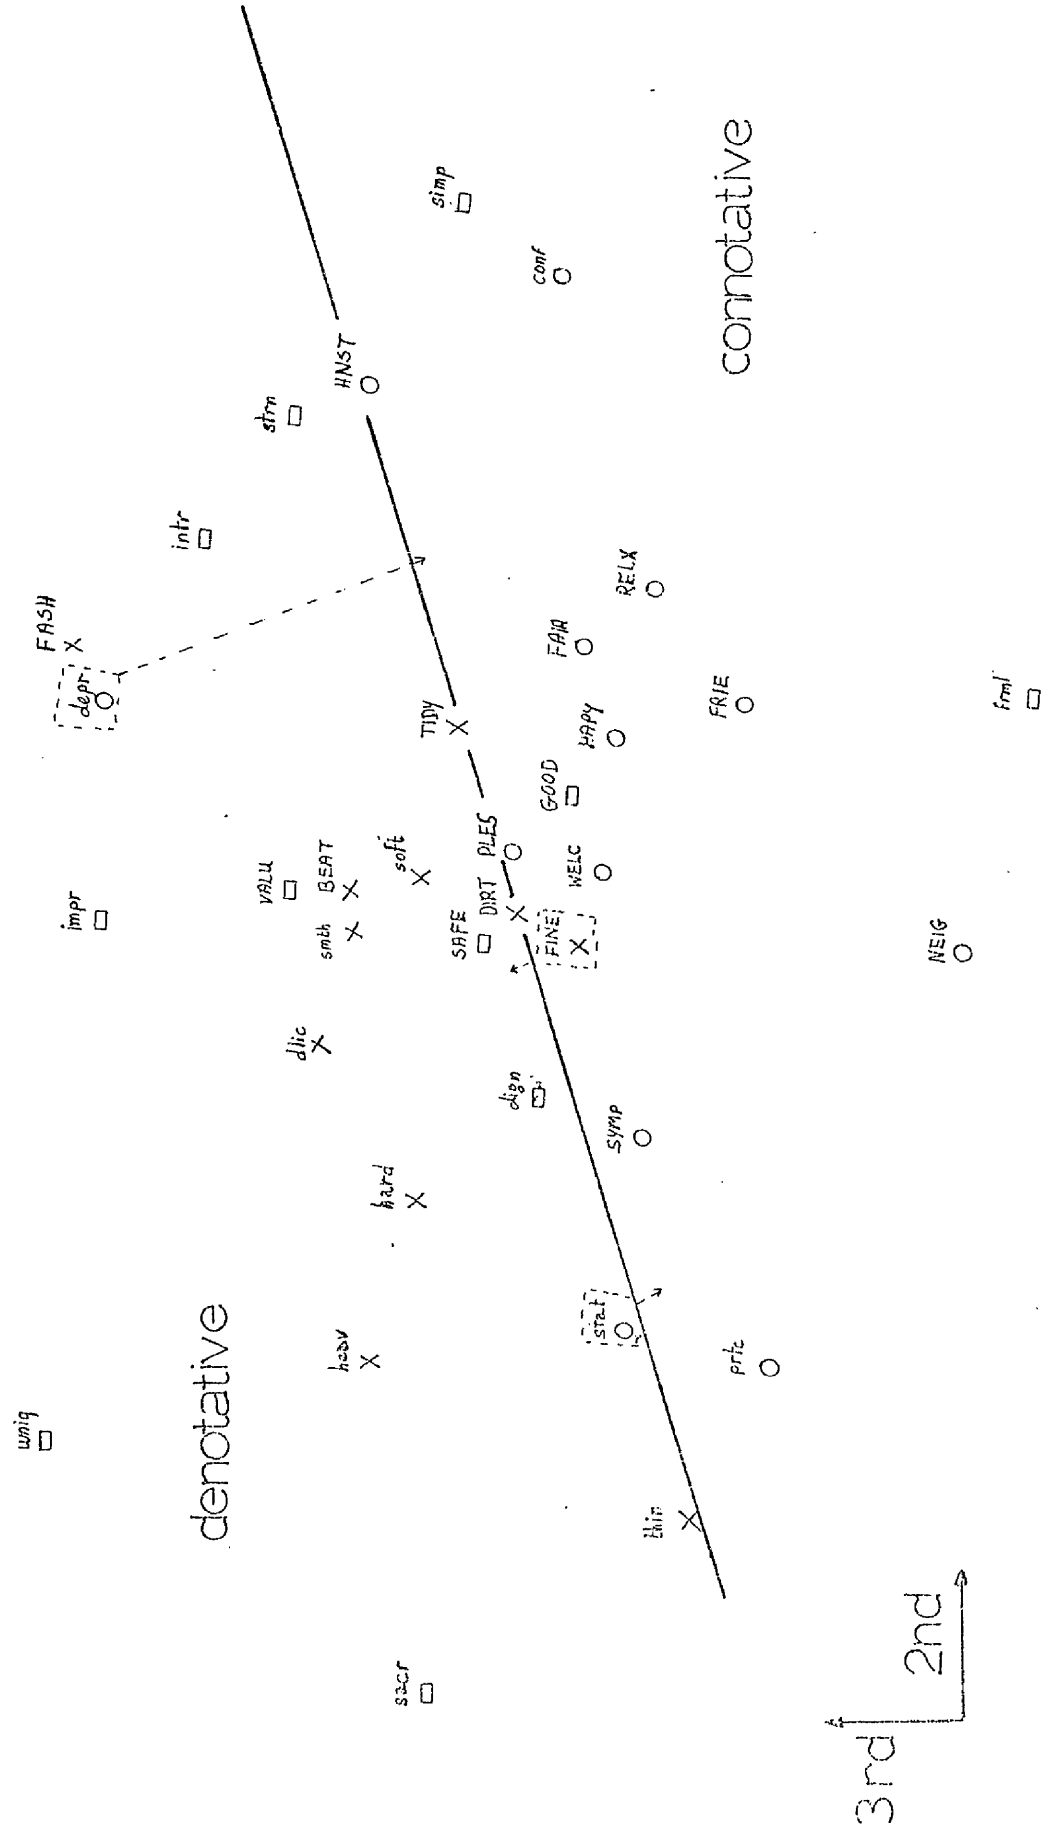 uniq
FASH
impr
depr
intr
denotative
VALU
strn
dlic
smth
BEAT
heav
HNST
hard
soft
sacr
TIDY
simp
SAFE
DIRT
PLES
dign
conf
GOOD
FINE
FAIR
WELC
HAPY
stat
SYMP
RELX
thin
FRIE
prtc
connotative
3rd
2nd
NEIG
frml